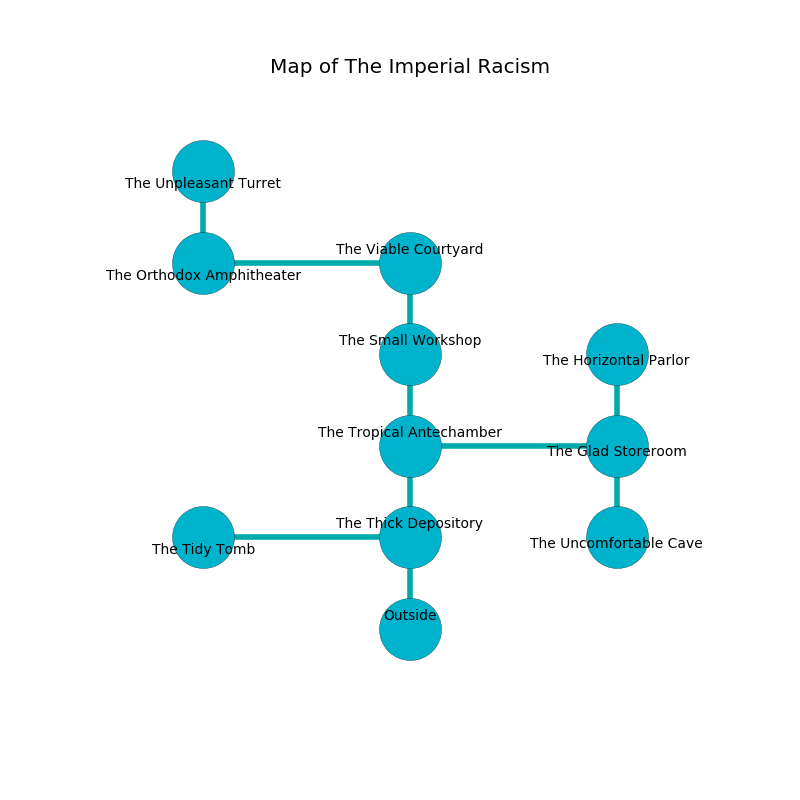 Map of The Imperial Racism
The Unpleasant Turret
The Viable Courtyard
The Orthodox Amphitheater
The Small Workshop
The Horizontal Parlor
The Tropical Antechamber
The Glad Storeroom
The Thick Depository
The Uncomfortable Cave
The Tidy Tomb
Outside